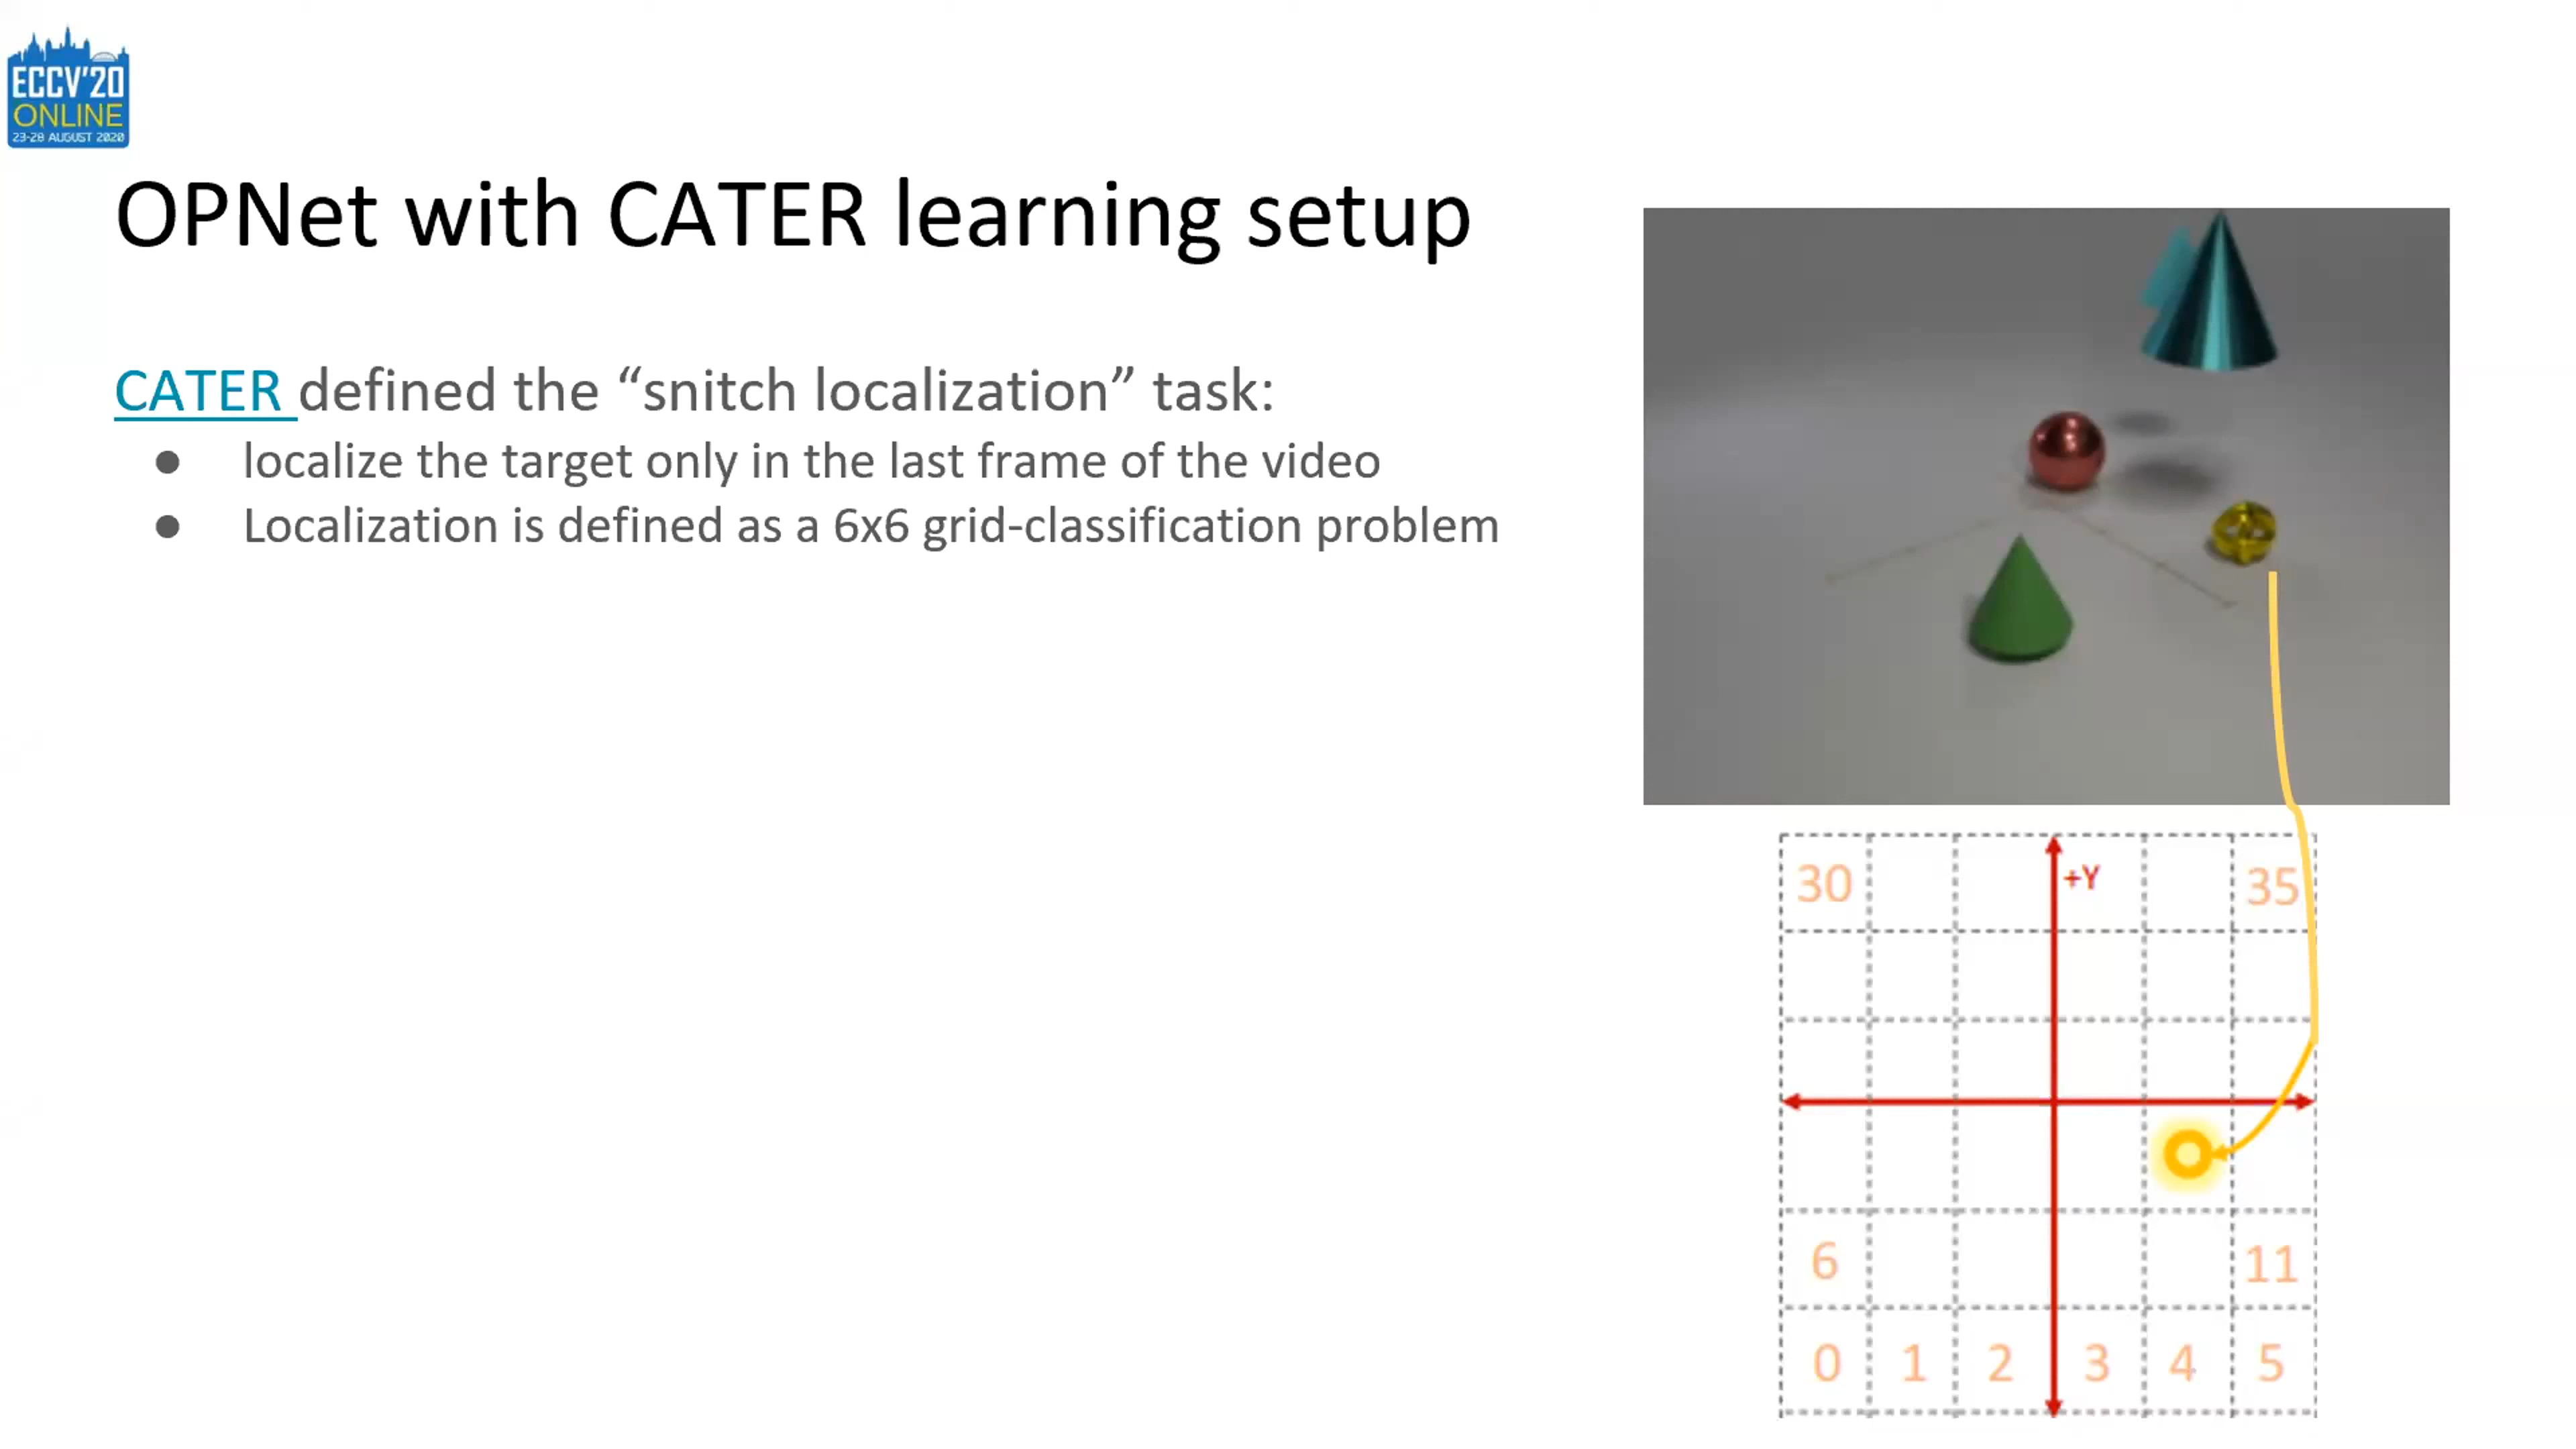 ECCV'20
ONLINE
23-28 AUGUST 2020
OPNet with CATER learning setup
CATER defined the “snitch localization” task:
● localize the target only in the last frame of the video
● Localization is defined as a 6x6 grid-classification problem
30 +Y 35
6 11
0 1 2 3 4 5